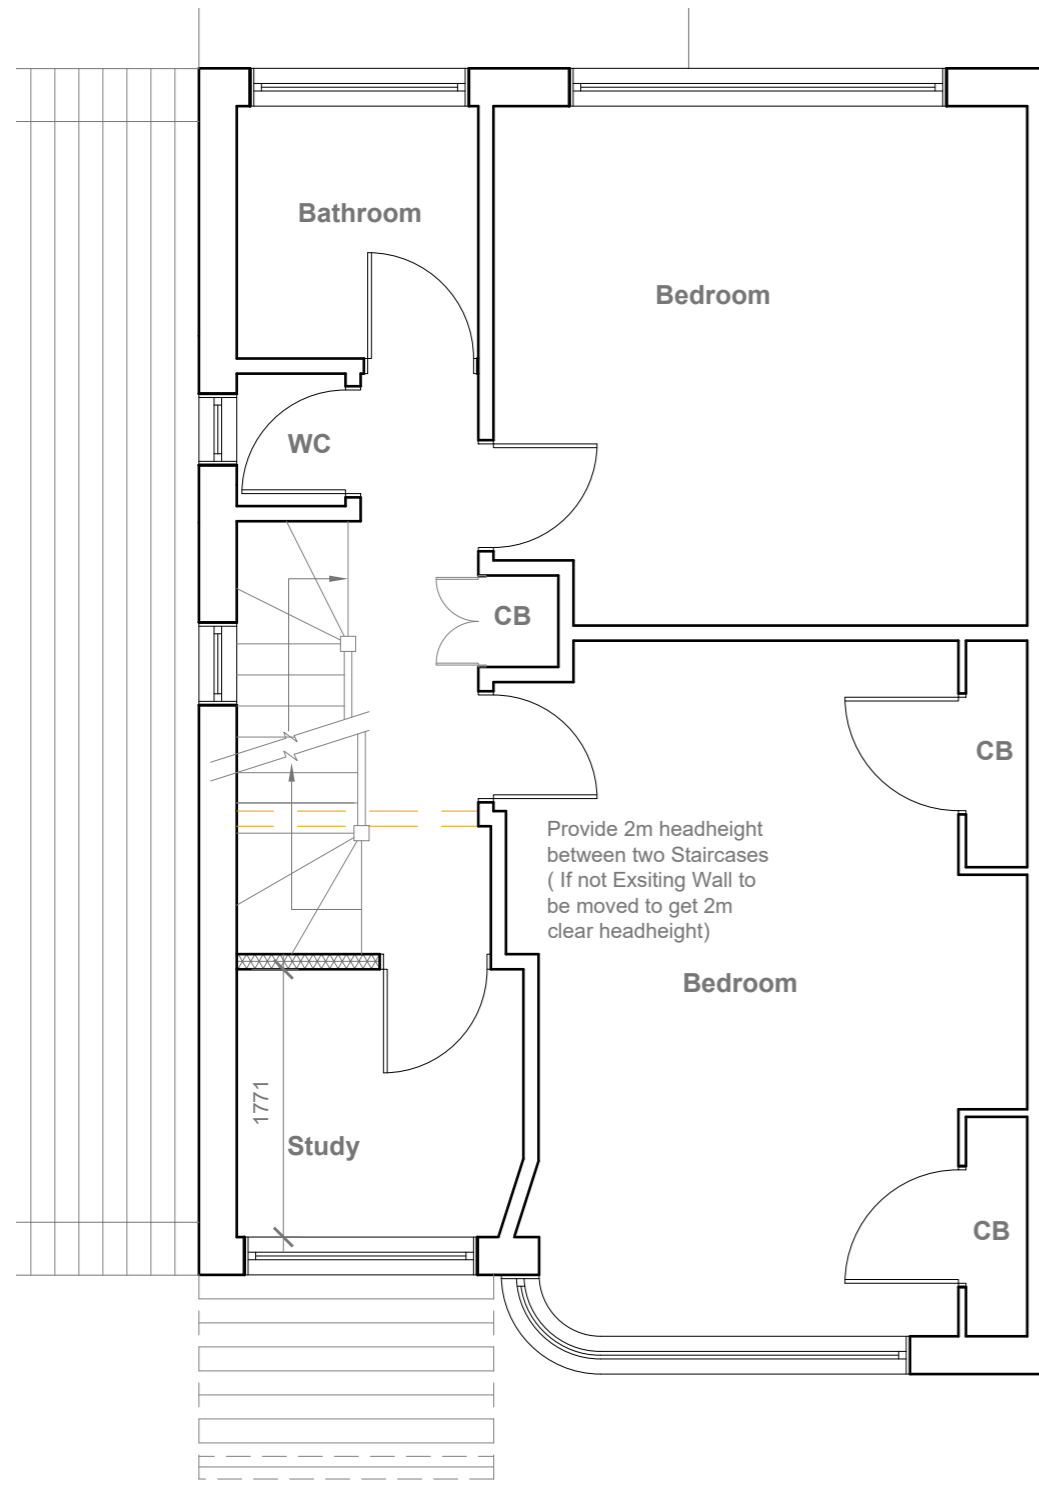 Bathroom
Bedroom
WC
CB
CB
Provide 2m headheight
between two Staircases
( If not Exsiting Wall to
be moved to get 2m
clear headheight)
Bedroom
1771
Study
CB